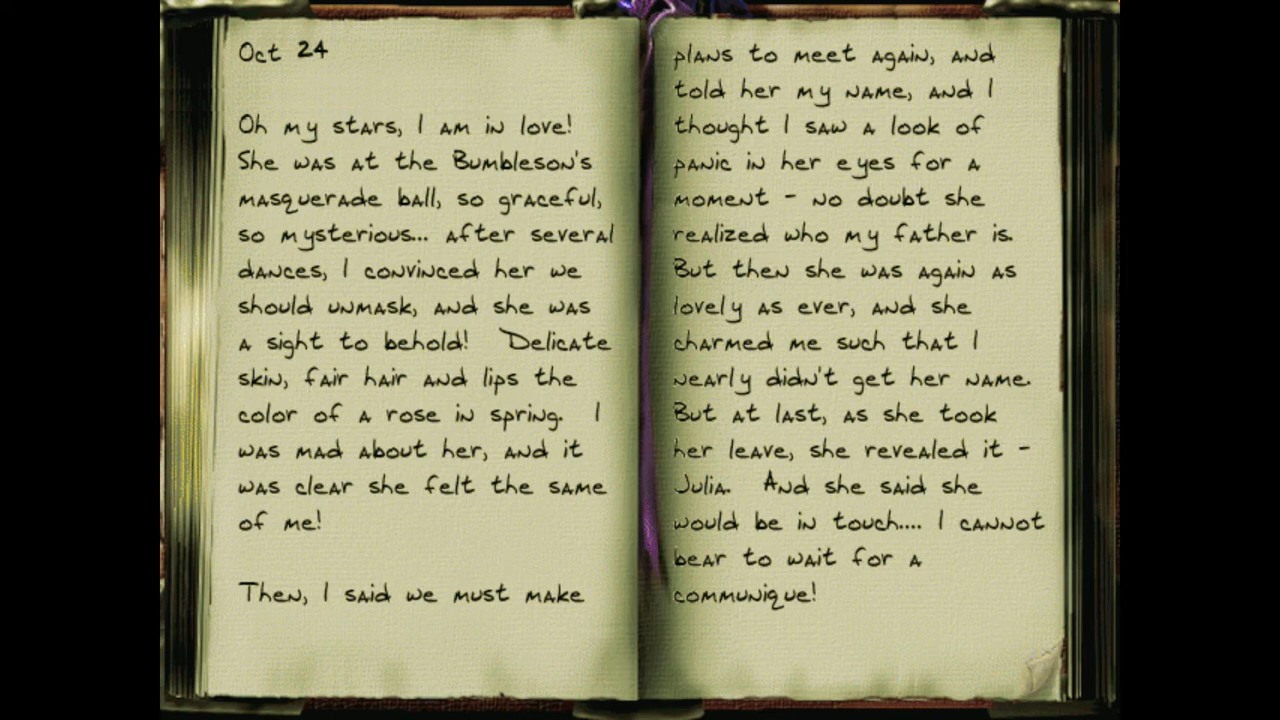 Oct 24
Oh my stars, I am in love!
She was at the Bumbleson's
masquerade ball, so graceful,
so mysterious... after several
dances, I convinced her we
should unmask, and she was
a sight to behold!  Delicate
skin, fair hair and lips the
color of a rose in spring.  I
was mad about her, and it
was clear she felt the same
of me!
Then, I said we must make
plans to meet again, and
told her my name, and I
thought I saw a look of
panic in her eyes for a
moment - no doubt she
realized who my father is.
But then she was again as
lovely as ever, and she
charmed me such that I
nearly didn't get her name.
But at last, as she took
her leave, she revealed it -
Julia.  And she said she
would be in touch.... I cannot
bear to wait for a
communique!